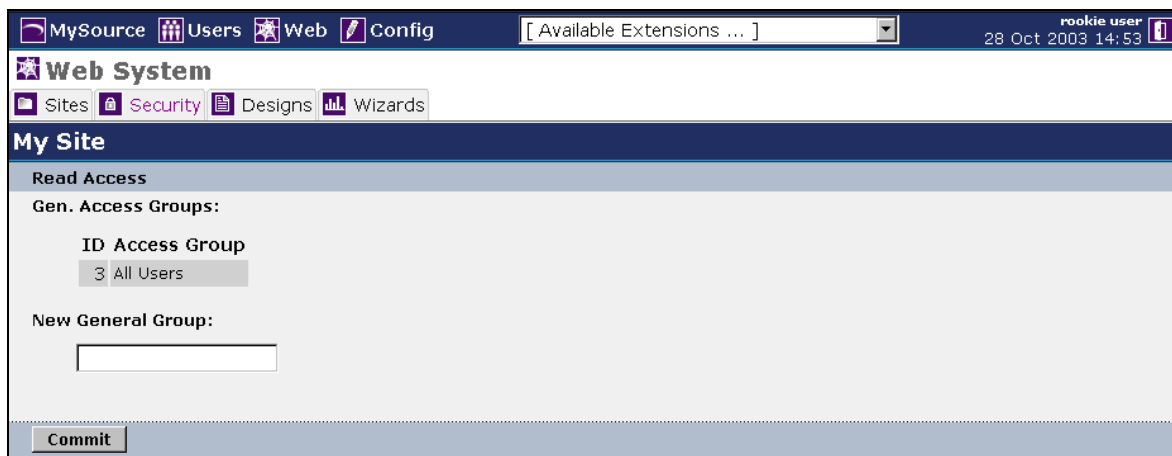 MySource Users Web Config [ Available Extensions ... ] rookie user
28 Oct 2003 14:53
Web System
Sites Security Designs Wizards
My Site
Read Access
Gen. Access Groups:
ID Access Group
3 All Users
New General Group:
Commit